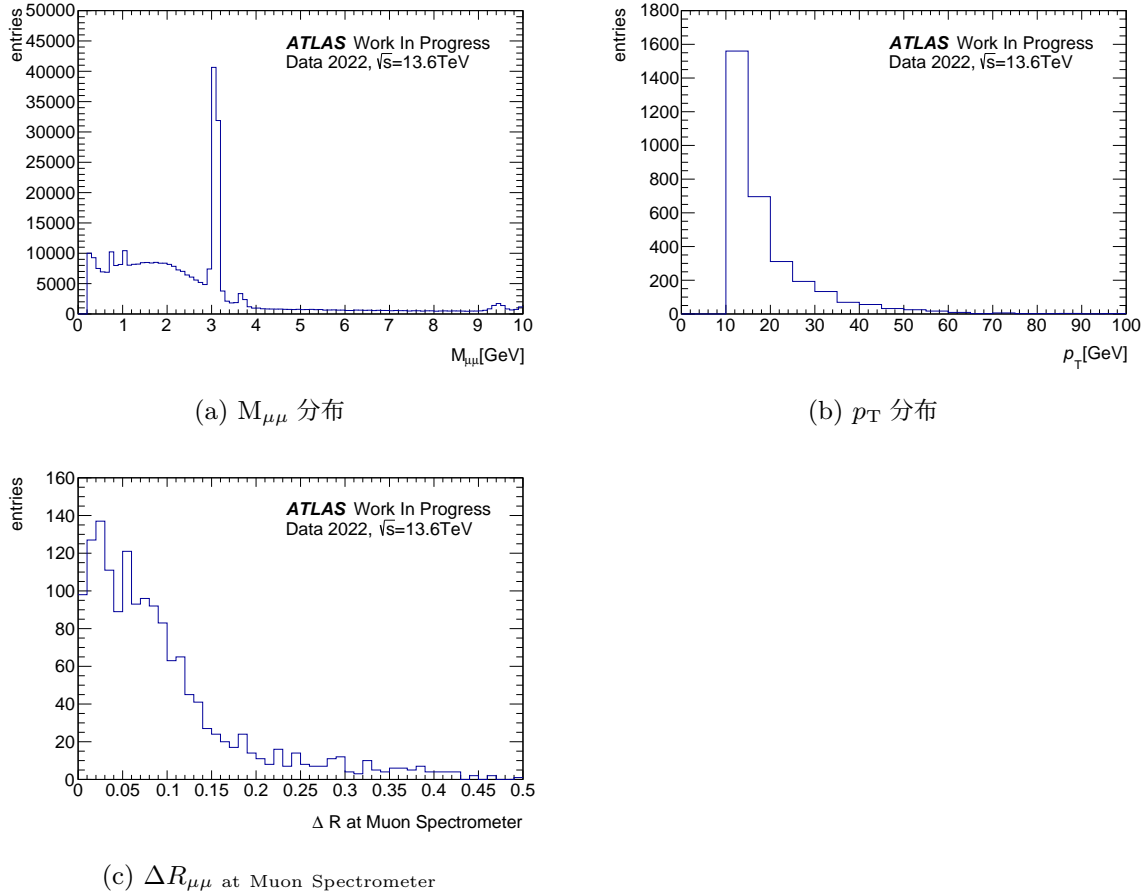 entries
50000
45000
40000
35000
30000
25000
20000
15000
10000
5000
0
0 1 2 3 4 5 6 7 8 9 10
ATLAS Work In Progress
Data 2022, √s=13.6TeV
M_μμ[GeV]
(a) M_μμ 分布
entries
1800
1600
1400
1200
1000
800
600
400
200
0
0 10 20 30 40 50 60 70 80 90 100
ATLAS Work In Progress
Data 2022, √s=13.6TeV
p_T[GeV]
(b) p_T 分布
entries
160
140
120
100
80
60
40
20
0
0 0.05 0.1 0.15 0.2 0.25 0.3 0.35 0.4 0.45 0.5
ATLAS Work In Progress
Data 2022, √s=13.6TeV
Δ R at Muon Spectrometer
(c) ΔR_μμ at Muon Spectrometer